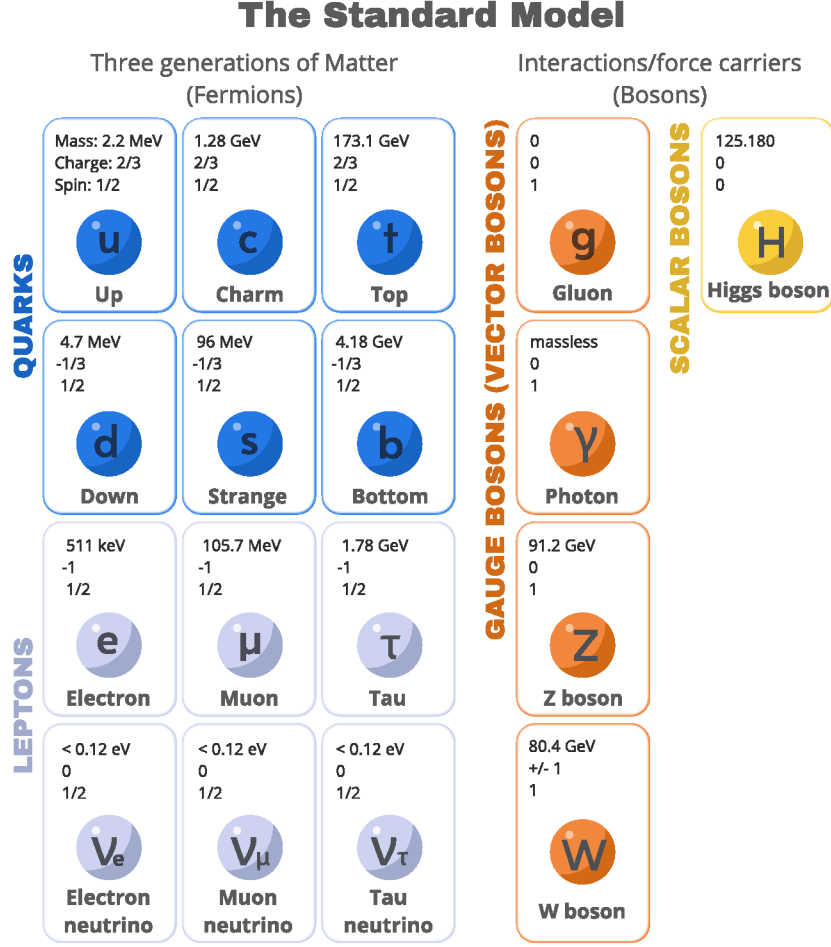 The Standard Model
Three generations of Matter
(Fermions)
Interactions/force carriers
(Bosons)
QUARKS
Mass: 2.2 MeV
Charge: 2/3
Spin: 1/2
u
Up
1.28 GeV
2/3
1/2
c
Charm
173.1 GeV
2/3
1/2
t
Top
4.7 MeV
-1/3
1/2
d
Down
96 MeV
-1/3
1/2
s
Strange
4.18 GeV
-1/3
1/2
b
Bottom
LEPTONS
511 keV
-1
1/2
e
Electron
105.7 MeV
-1
1/2
μ
Muon
1.78 GeV
-1
1/2
τ
Tau
< 0.12 eV
0
1/2
νe
Electron
neutrino
< 0.12 eV
0
1/2
νμ
Muon
neutrino
< 0.12 eV
0
1/2
ντ
Tau
neutrino
GAUGE BOSONS (VECTOR BOSONS)
0
0
1
g
Gluon
massless
0
1
γ
Photon
91.2 GeV
0
1
Z
Z boson
80.4 GeV
+/- 1
1
W
W boson
SCALAR BOSONS
125.180
0
0
H
Higgs boson